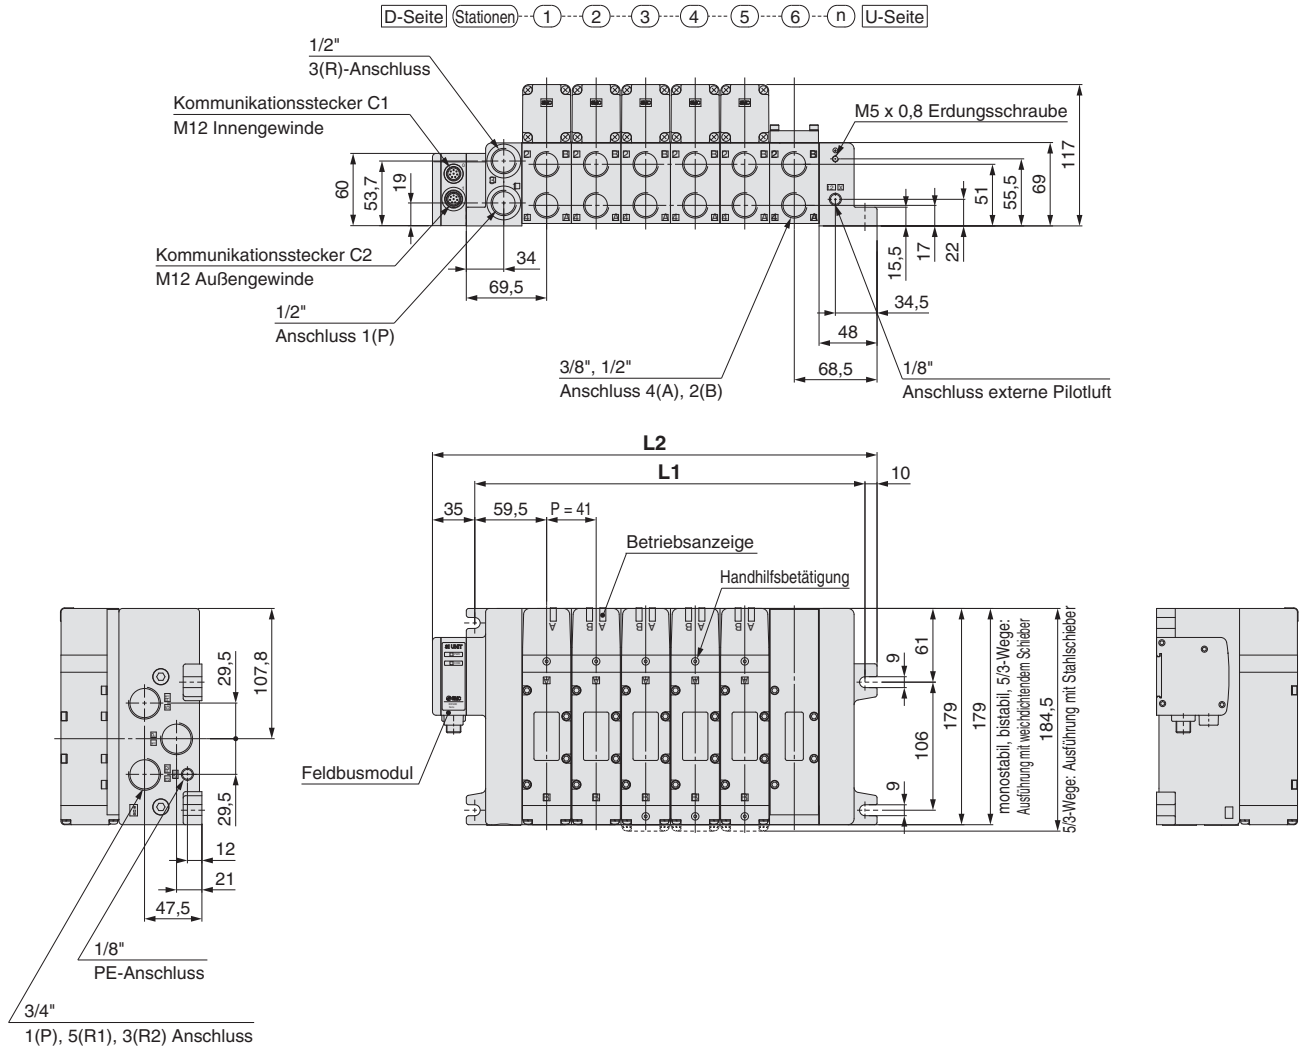 D-Seite Stationen 1 2 3 4 5 6 n U-Seite
1/2"
3(R)-Anschluss
Kommunikationsstecker C1
M12 Innengewinde
M5 x 0,8 Erdungsschraube
60
53,7
19
51
55,5
69
117
15,5
17
22
Kommunikationsstecker C2
M12 Außengewinde
34
69,5
34,5
48
68,5
1/2"
Anschluss 1(P)
3/8", 1/2"
Anschluss 4(A), 2(B)
1/8"
Anschluss externe Pilotluft
L2
L1
10
35
59,5
P = 41
Betriebsanzeige
Handhilfsbetätigung
SI UNIT
Feldbusmodul
9
61
106
9
179
179
monostabil, bistabil, 5/3-Wege:
Ausführung mit weichdichtendem Schieber
184,5
5/3-Wege: Ausführung mit Stahlschieber
29,5
107,8
29,5
12
21
47,5
1/8"
PE-Anschluss
3/4"
1(P), 5(R1), 3(R2) Anschluss